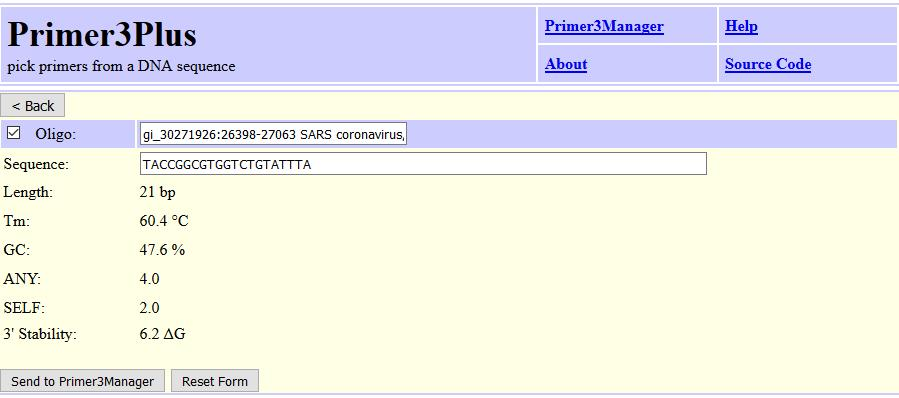 Primer3Plus
pick primers from a DNA sequence
Primer3Manager
Help
About
Source Code
< Back
Oligo: gi_30271926:26398-27063 SARS coronavirus,
Sequence: TACCGGCGTGGTCTGTATTTA
Length: 21 bp
Tm: 60.4 °C
GC: 47.6 %
ANY: 4.0
SELF: 2.0
3' Stability: 6.2 ΔG
Send to Primer3Manager
Reset Form